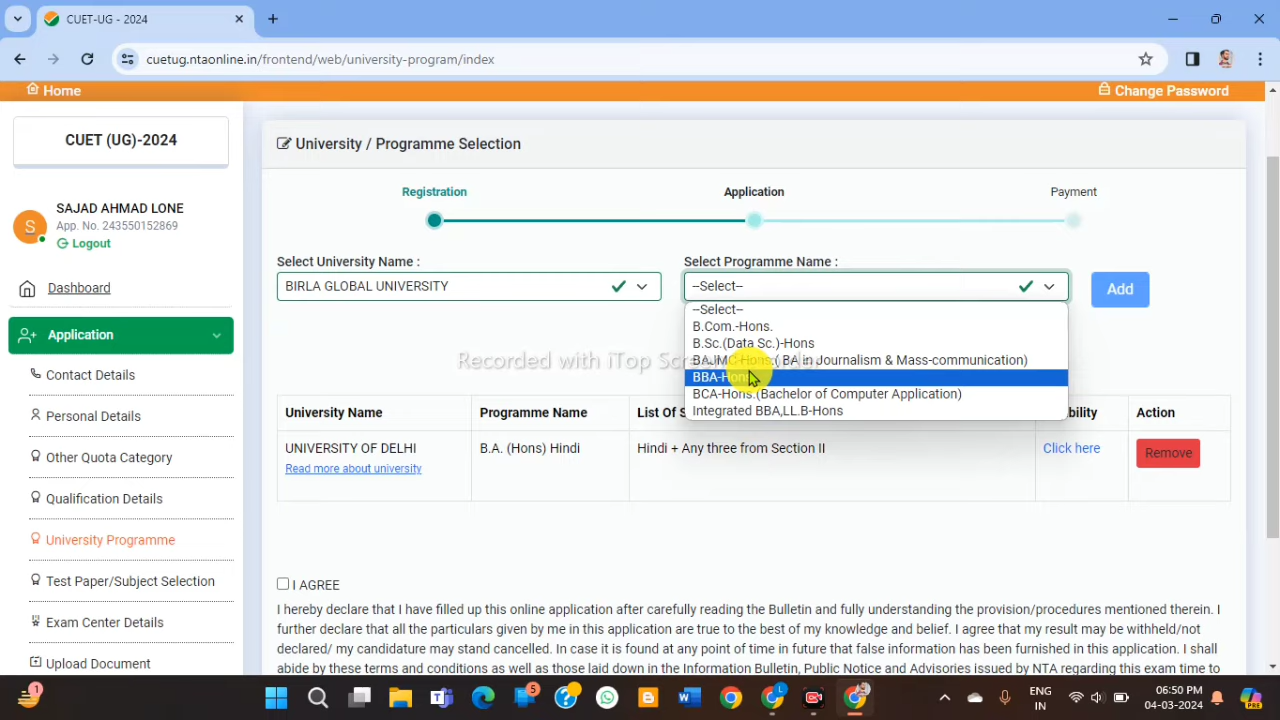 CUET-UG - 2024
cuetug.ntaonline.in/frontend/web/university-program/index
Home
Change Password
CUET (UG)-2024
University / Programme Selection
Registration
Application
Payment
S
SAJAD AHMAD LONE
App. No. 243550152869
Logout
Select University Name :
Select Programme Name :
BIRLA GLOBAL UNIVERSITY
--Select--
Add
Dashboard
--Select--
B.Com.-Hons.
Application
B.Sc.(Data Sc.)-Hons
Recorded with iTop Screen
BAJMC-Hons.( BA in Journalism & Mass-communication)
Contact Details
BBA-Hons
BCA-Hons.(Bachelor of Computer Application)
Integrated BBA,LL.B-Hons
University Name
Programme Name
List Of S
bility
Action
Personal Details
UNIVERSITY OF DELHI
B.A. (Hons) Hindi
Hindi + Any three from Section II
Click here
Remove
Read more about university
Other Quota Category
Qualification Details
University Programme
Test Paper/Subject Selection
I AGREE
I hereby declare that I have filled up this online application after carefully reading the Bulletin and fully understanding the provision/procedures mentioned therein. I
further declare that all the particulars given by me in this application are true to the best of my knowledge and belief. I agree that my result may be withheld/not
declared/ my candidature may stand cancelled. In case it is found at any point of time in future that false information has been furnished in this application. I shall
abide by these terms and conditions as well as those laid down in the Information Bulletin, Public Notice and Advisories issued by NTA regarding this exam time to
Exam Center Details
Upload Document
1
5
ENG
IN
06:50 PM
04-03-2024
PRE